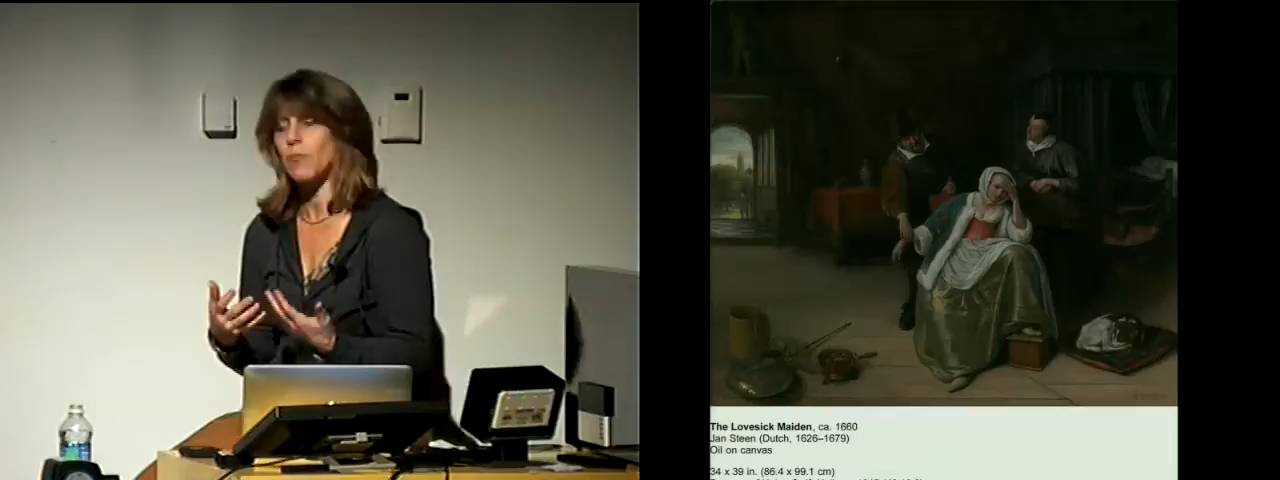 The Lovesick Maiden, ca. 1660
Jan Steen (Dutch, 1626–1679)
Oil on canvas
34 x 39 in. (86.4 x 99.1 cm)